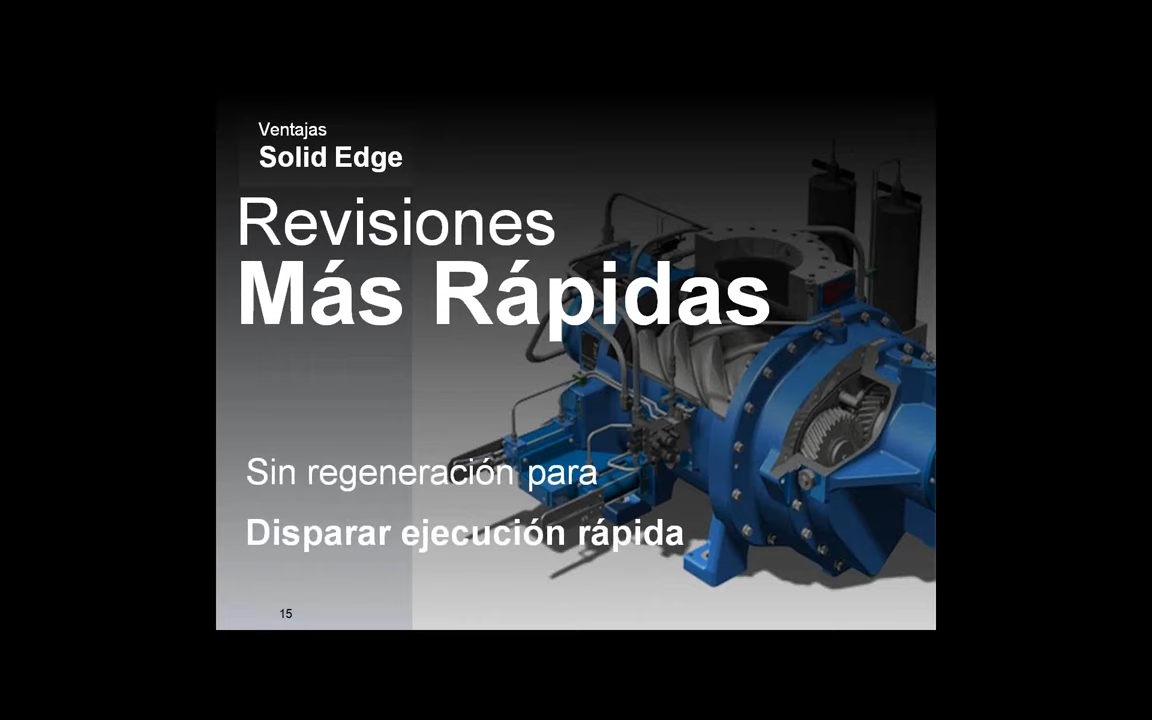 Ventajas
Solid Edge
Revisiones
Más Rápidas
Sin regeneración para
Disparar ejecución rápida
15